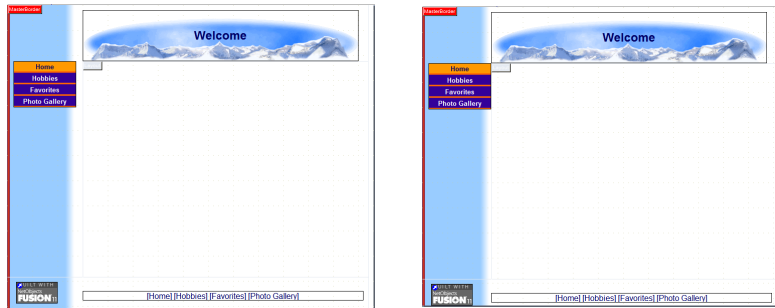 MasterBorder
Welcome
Home
Hobbies
Favorites
Photo Gallery
BUILT WITH
NetObjects
FUSION 11
[Home] [Hobbies] [Favorites] [Photo Gallery]
MasterBorder
Welcome
Home
Hobbies
Favorites
Photo Gallery
BUILT WITH
NetObjects
FUSION 11
[Home] [Hobbies] [Favorites] [Photo Gallery]